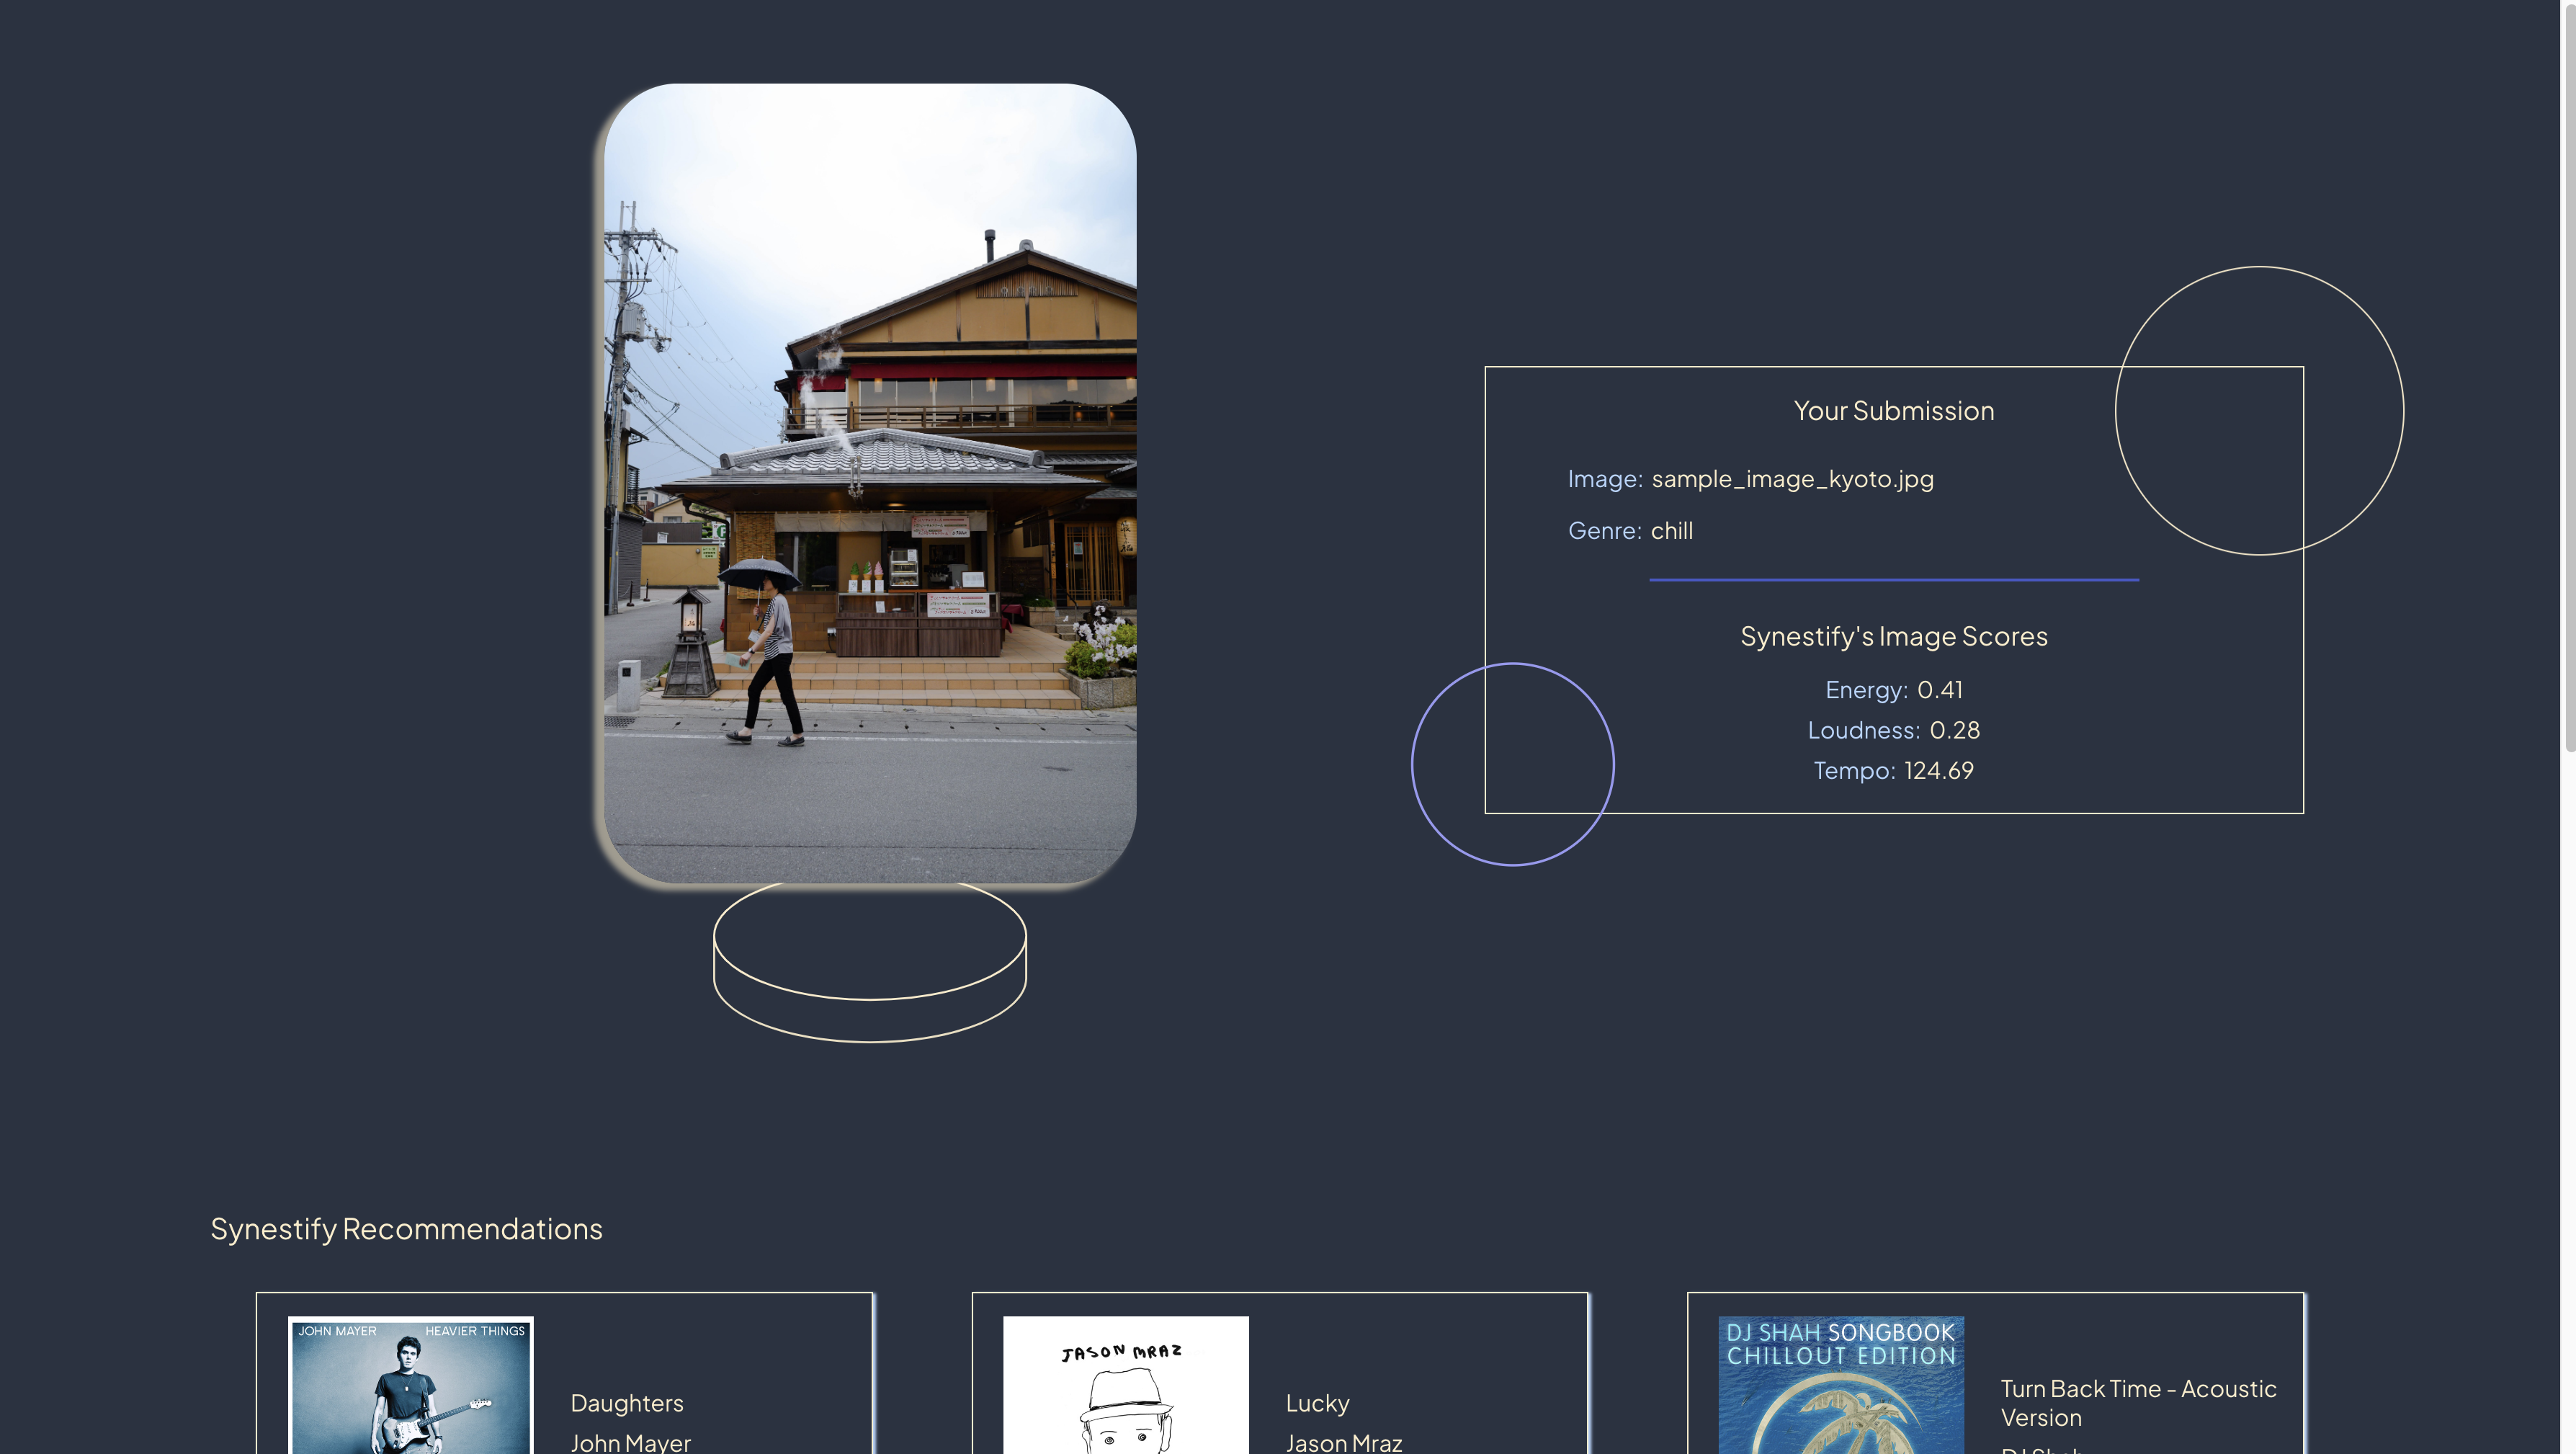 Your Submission
Image: sample_image_kyoto.jpg
Genre: chill
Synestify's Image Scores
Energy: 0.41
Loudness: 0.28
Tempo: 124.69
Synestify Recommendations
JOHN MAYER HEAVIER THINGS
Daughters
John Mayer
JASON MRAZ
Lucky
Jason Mraz
DJ SHAH SONGBOOK
CHILLOUT EDITION
Turn Back Time - Acoustic
Version